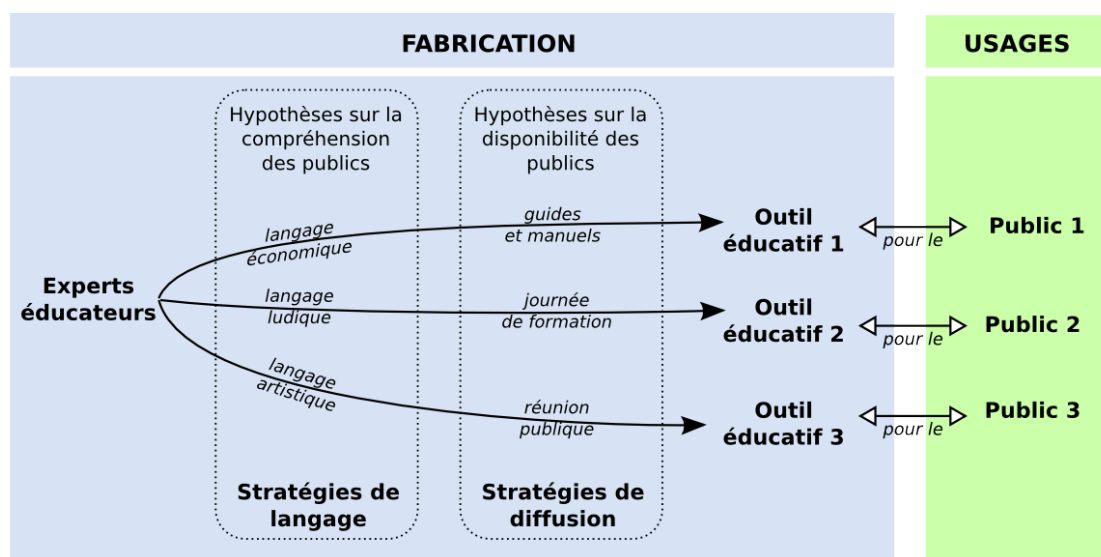 FABRICATION
USAGES
Hypothèses sur la
compréhension
des publics
Hypothèses sur la
disponibilité des
publics
Experts
éducateurs
langage
économique
guides
et manuels
Outil
éducatif 1
pour le
Public 1
langage
ludique
journée
de formation
Outil
éducatif 2
pour le
Public 2
langage
artistique
réunion
publique
Outil
éducatif 3
pour le
Public 3
Stratégies de
langage
Stratégies de
diffusion